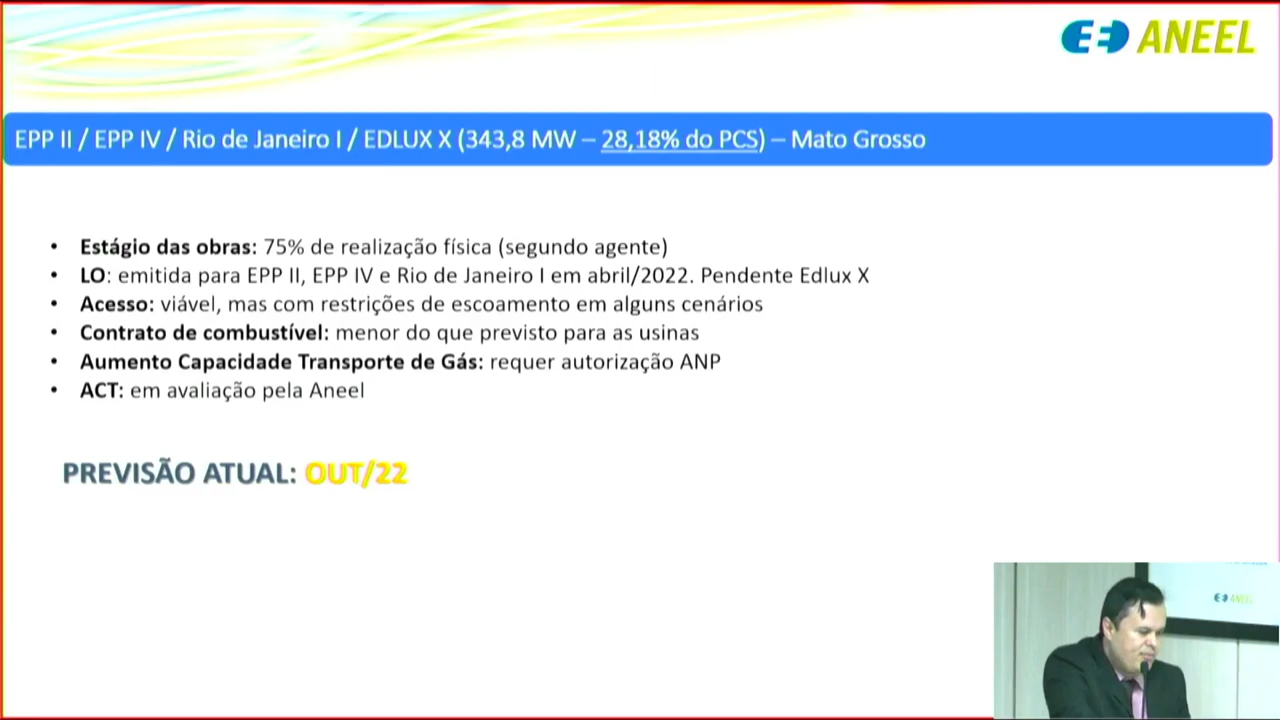 ANEEL
EPP II / EPP IV / Rio de Janeiro I / EDLUX X (343,8 MW – 28,18% do PCS) – Mato Grosso
• Estágio das obras: 75% de realização física (segundo agente)
• LO: emitida para EPP II, EPP IV e Rio de Janeiro I em abril/2022. Pendente Edlux X
• Acesso: viável, mas com restrições de escoamento em alguns cenários
• Contrato de combustível: menor do que previsto para as usinas
• Aumento Capacidade Transporte de Gás: requer autorização ANP
• ACT: em avaliação pela Aneel
PREVISÃO ATUAL: OUT/22
ANEEL